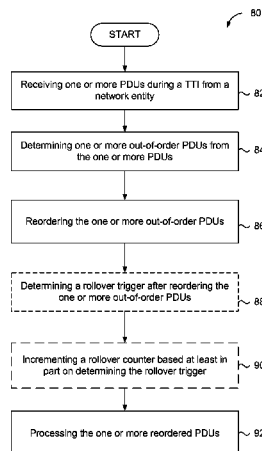 80
START
Receiving one or more PDUs during a TTI from a
network entity
82
Determining one or more out-of-order PDUs from
the one or more PDUs
84
Reordering the one or more out-of-order PDUs
86
Determining a rollover trigger after reordering
the one or more out-of-order PDUs
88
Incrementing a rollover counter based at least in
part on determining the rollover trigger
90
Processing the one or more reordered PDUs
92